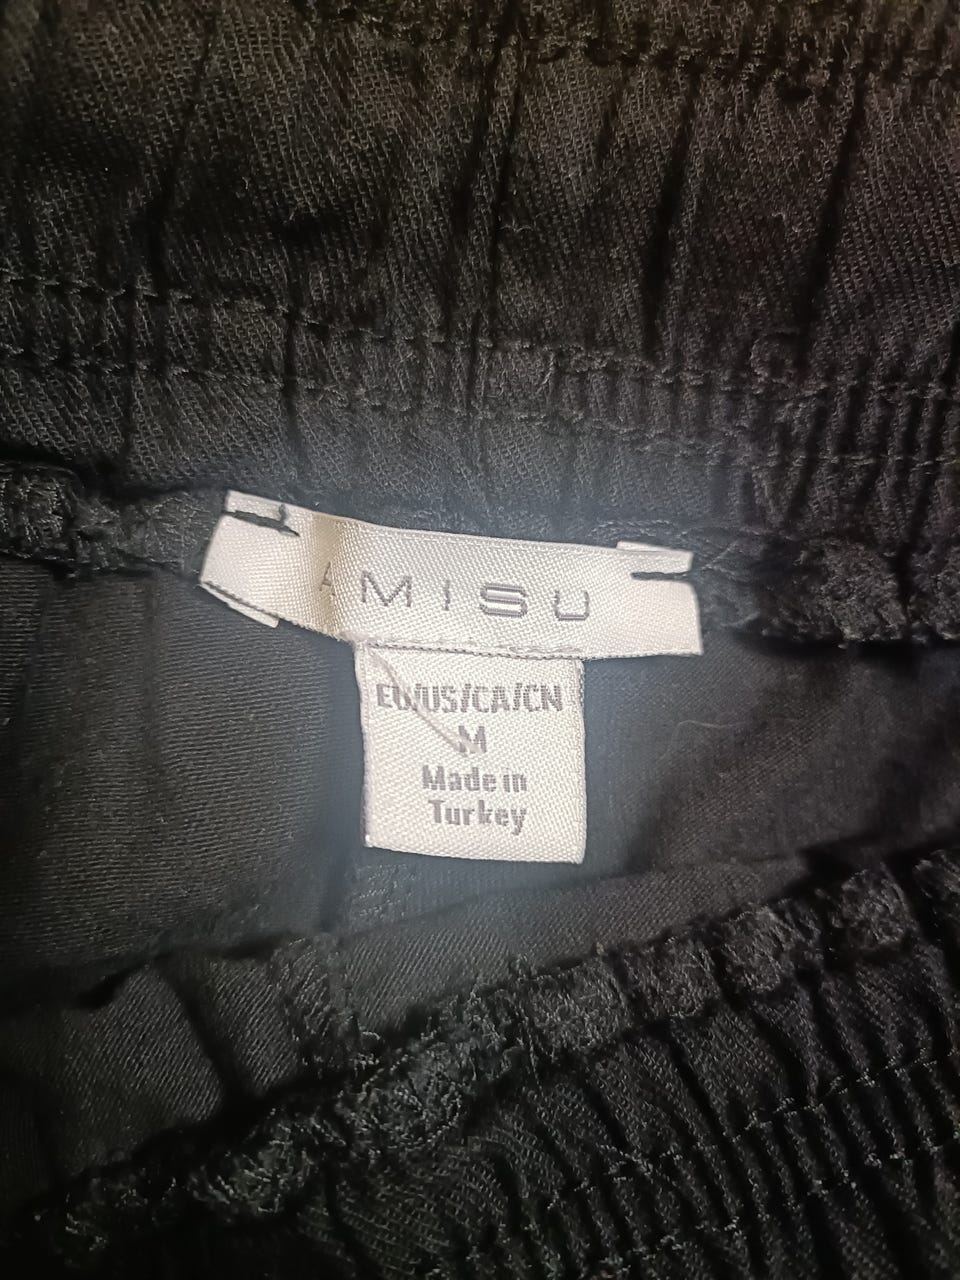 AMISU
EU/US/CA/CN
M
Made in
Turkey